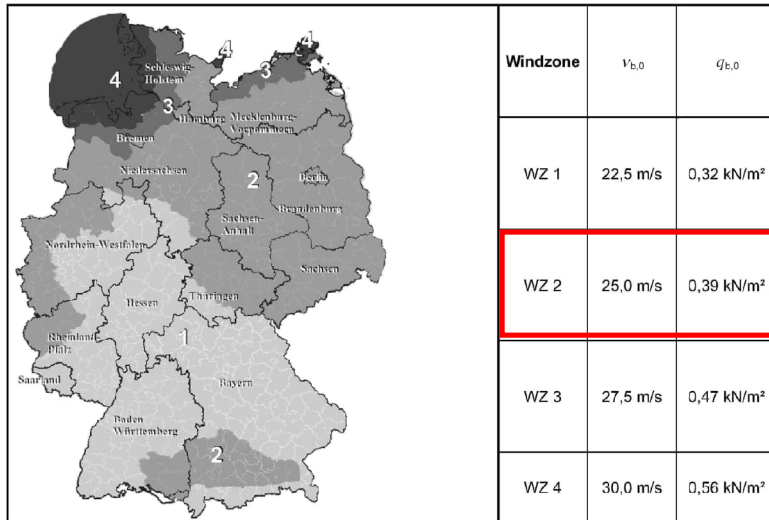 4
4
4
Schleswig-
Holstein
3
3
Hamburg
Mecklenburg-
Vorpommern
Bremen
Niedersachsen
2
Berlin
Brandenburg
Sachsen-
Anhalt
Nordrhein-Westfalen
Sachsen
Thüringen
Hessen
Rheinland-
Pfalz
1
Saarland
Bayern
Baden
Württemberg
2
Windzone v_b,0 q_b,0
WZ 1 22,5 m/s 0,32 kN/m²
WZ 2 25,0 m/s 0,39 kN/m²
WZ 3 27,5 m/s 0,47 kN/m²
WZ 4 30,0 m/s 0,56 kN/m²